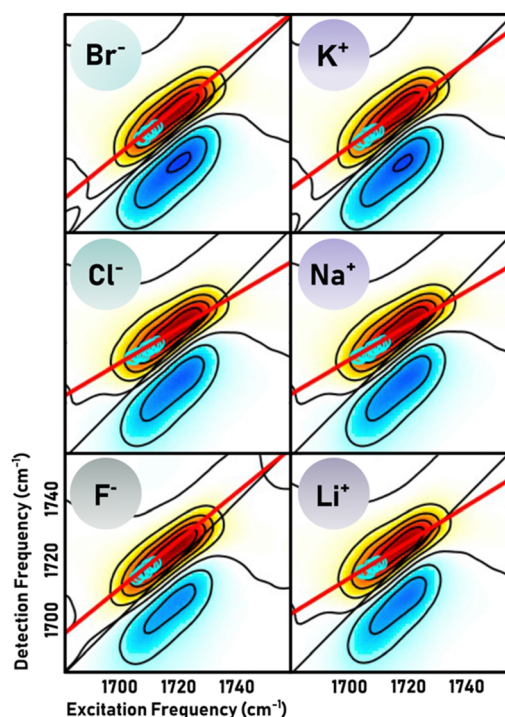 Br⁻
K⁺
Cl⁻
Na⁺
F⁻
Li⁺
Detection Frequency (cm⁻¹)
1740
1720
1700
1700 1720 1740
1700 1720 1740
Excitation Frequency (cm⁻¹)